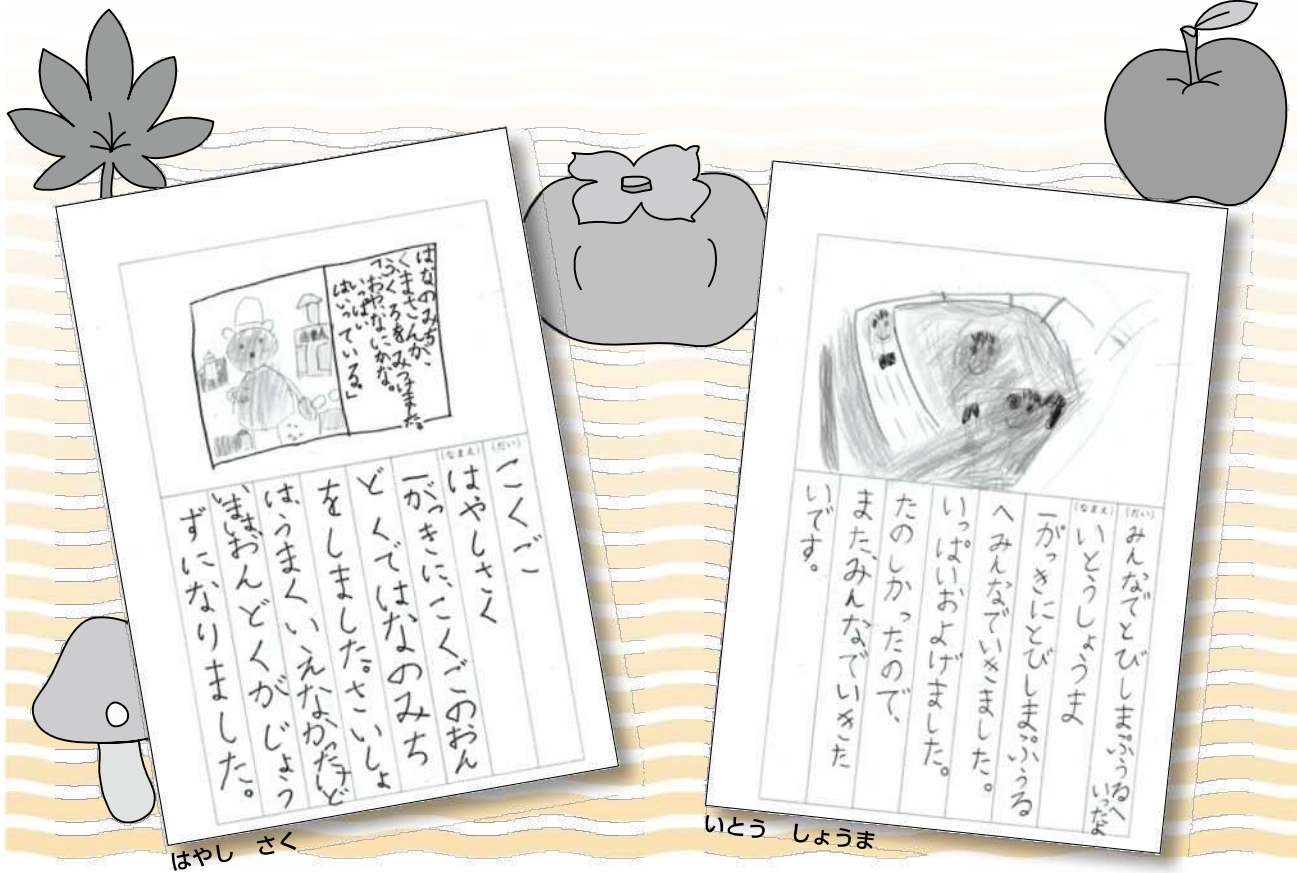 はなのみち
くまさんが、
ふくろをみつけました。
「おや、なにかな。
いっぱい
はいっている。」
(だい)
こくご
(なまえ)
はやしさく
一がっきに、こくごのおん
どくではなのみち
をしました。さいしょ
は、うまくいえなかったけど
いまは、おんどくがじょう
ずになりました。
はやし さく
(だい)
みんなでとびしまぷうるへ
いったよ
(なまえ)
いとうしょうま
一がっきにとびしまぷうる
へみんなでいきました。
いっぱいおよげました。
たのしかったので、
また、みんなでいきた
いです。
いとう しょうま